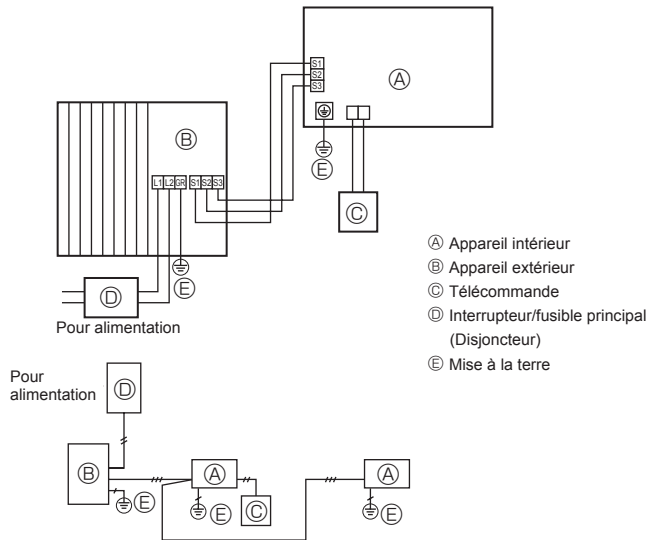 S1
S2
S3
Ⓐ
Ⓑ
Ⓔ
L1 L2 GR S1 S2 S3
Ⓒ
Ⓔ
Ⓓ
Pour alimentation
Ⓐ Appareil intérieur
Ⓑ Appareil extérieur
Ⓒ Télécommande
Ⓓ Interrupteur/fusible principal
(Disjoncteur)
Ⓔ Mise à la terre
Pour
alimentation
Ⓓ
Ⓑ
Ⓐ
Ⓐ
Ⓔ
Ⓔ
Ⓒ
Ⓔ